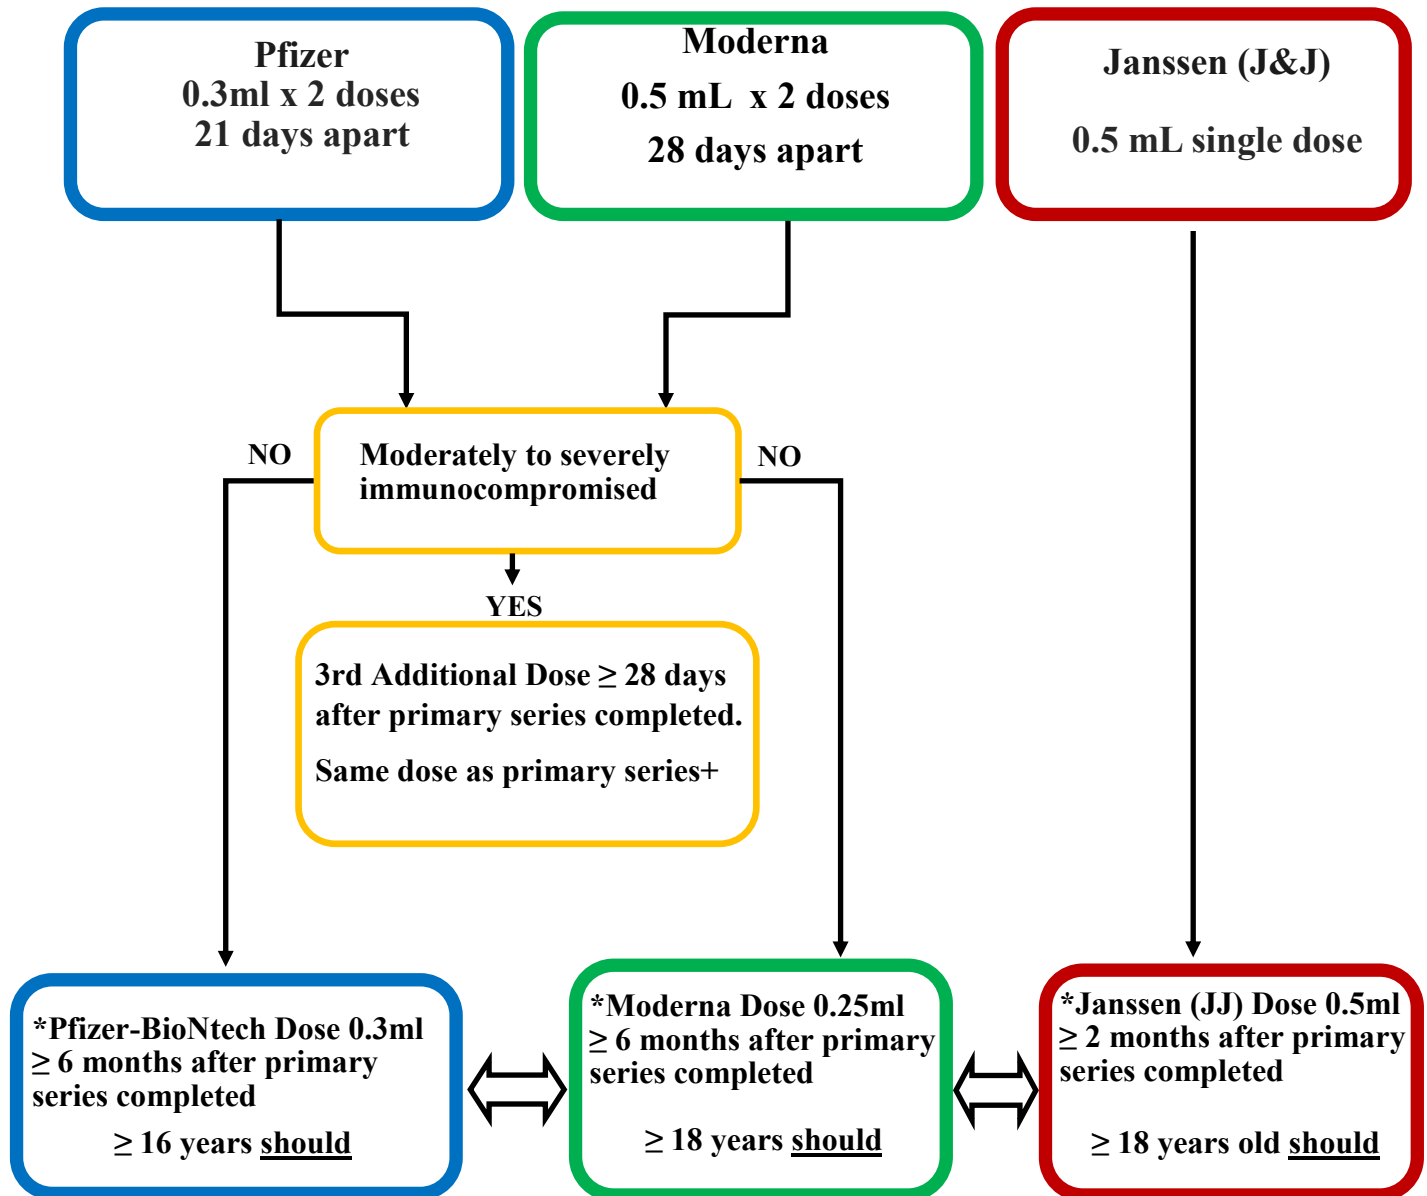 Pfizer
0.3ml x 2 doses
21 days apart
Moderna
0.5 mL x 2 doses
28 days apart
Janssen (J&J)
0.5 mL single dose
NO
Moderately to severely
immunocompromised
NO
YES
3rd Additional Dose ≥ 28 days
after primary series completed.
Same dose as primary series+
*Pfizer-BioNtech Dose 0.3ml
≥ 6 months after primary
series completed
≥ 16 years should
*Moderna Dose 0.25ml
≥ 6 months after primary
series completed
≥ 18 years should
*Janssen (JJ) Dose 0.5ml
≥ 2 months after primary
series completed
≥ 18 years old should